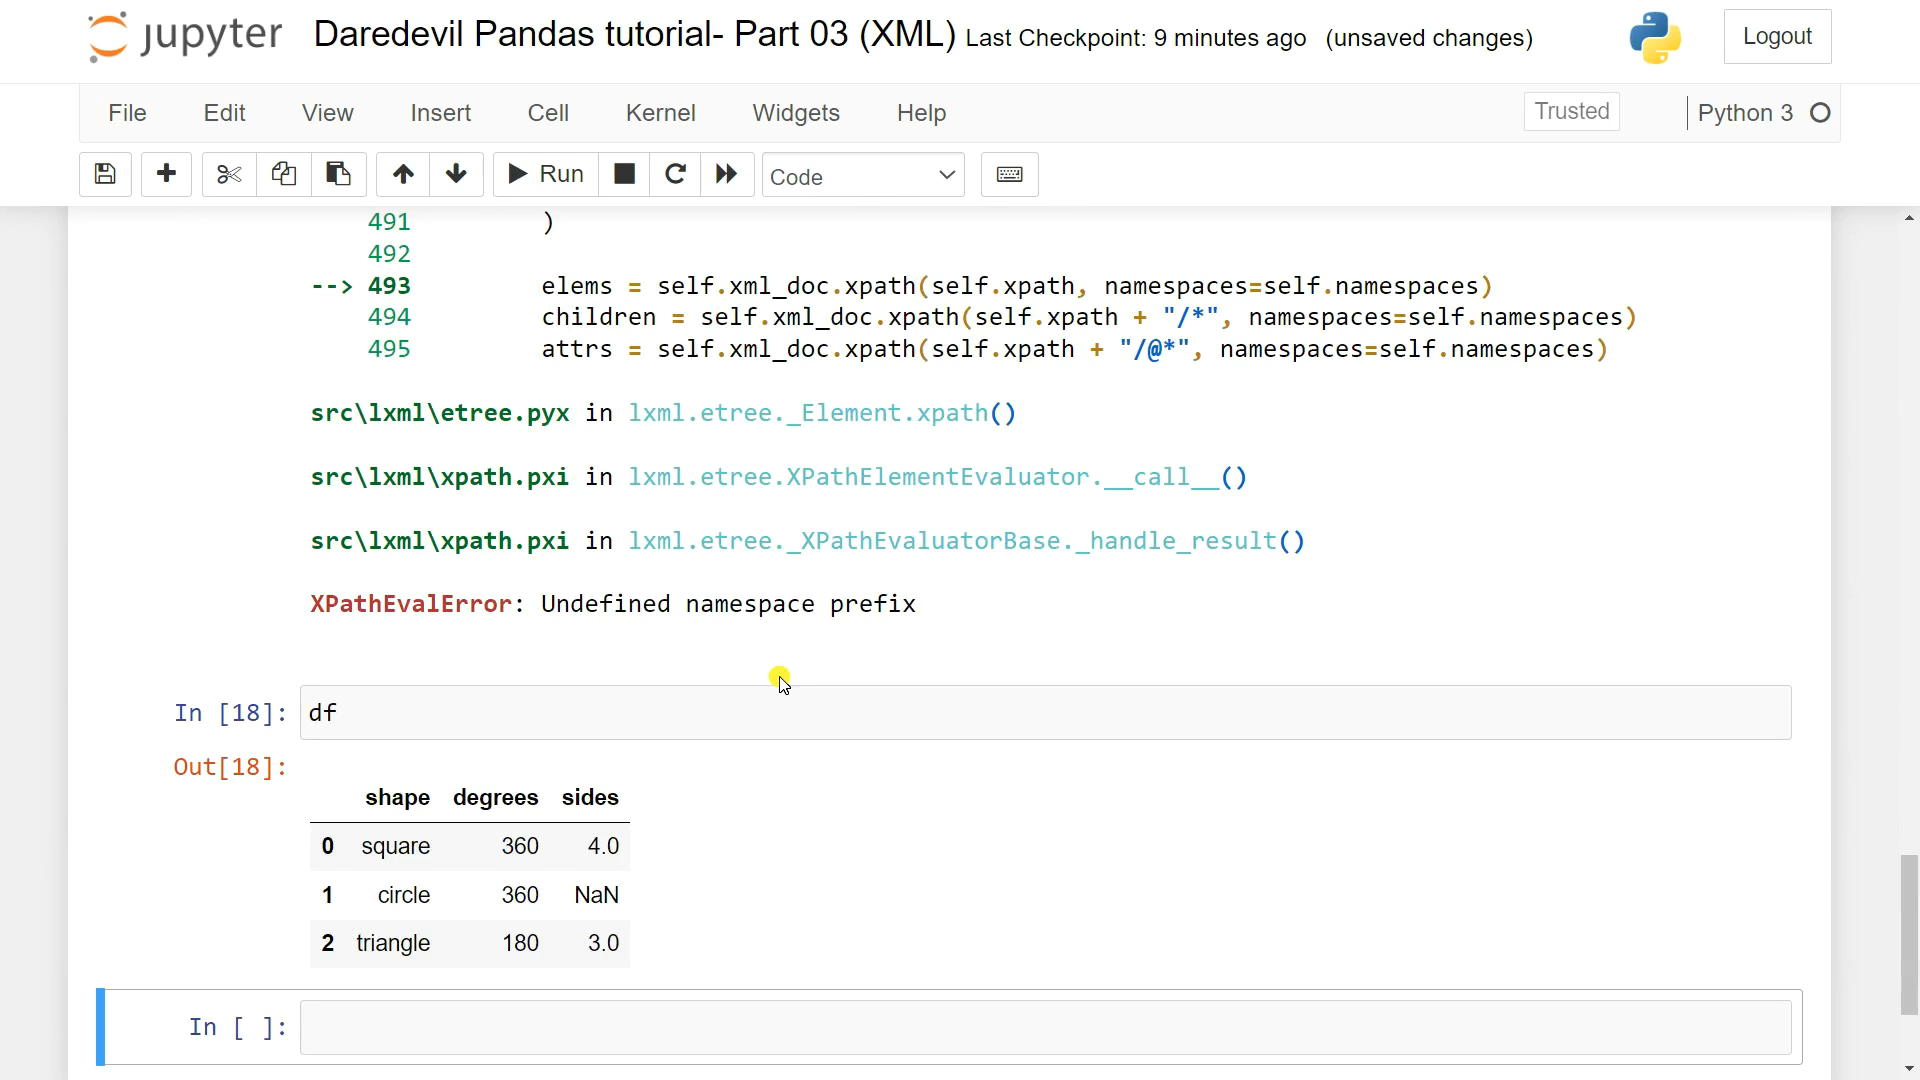 jupyter Daredevil Pandas tutorial- Part 03 (XML) Last Checkpoint: 9 minutes ago (unsaved changes) Logout
File Edit View Insert Cell Kernel Widgets Help Trusted Python 3
Run Code
491 )
492
--> 493 elems = self.xml_doc.xpath(self.xpath, namespaces=self.namespaces)
494 children = self.xml_doc.xpath(self.xpath + "/*", namespaces=self.namespaces)
495 attrs = self.xml_doc.xpath(self.xpath + "/@*", namespaces=self.namespaces)
src\lxml\etree.pyx in lxml.etree._Element.xpath()
src\lxml\xpath.pxi in lxml.etree.XPathElementEvaluator.__call__()
src\lxml\xpath.pxi in lxml.etree._XPathEvaluatorBase._handle_result()
XPathEvalError: Undefined namespace prefix
In [18]: df
Out[18]:
shape degrees sides
0 square 360 4.0
1 circle 360 NaN
2 triangle 180 3.0
In [ ]: